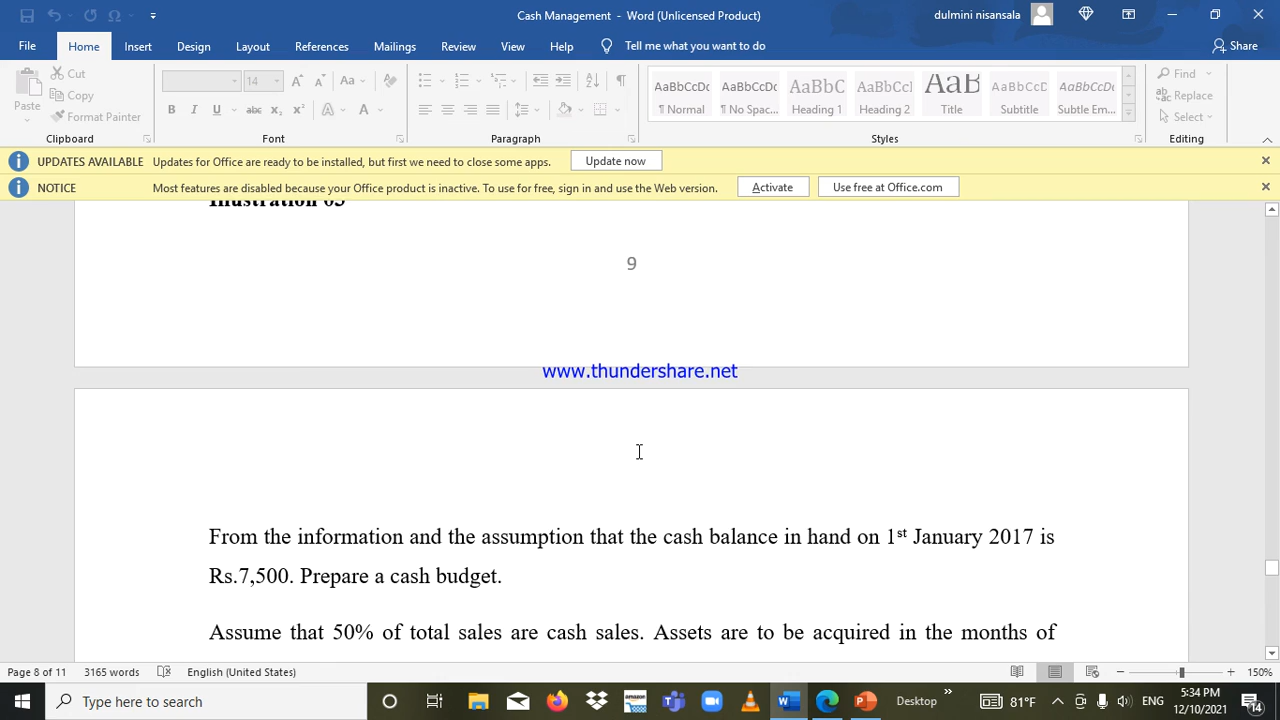 Cash Management - Word (Unlicensed Product)
dulmini nisansala
File Home Insert Design Layout References Mailings Review View Help Tell me what you want to do Share
Paste
Cut
Copy
Format Painter
Clipboard
14
Aa
B I U abc x₂ x² A A
Font
Paragraph
AaBbCcDc AaBbCcDc AaBbC AaBbCcD AaB AaBbCcD AaBbCcDc
¶ Normal ¶ No Spac... Heading 1 Heading 2 Title Subtitle Subtle Em...
Styles
Find
Replace
Select
Editing
UPDATES AVAILABLE Updates for Office are ready to be installed, but first we need to close some apps. Update now
NOTICE Most features are disabled because your Office product is inactive. To use for free, sign in and use the Web version. Activate Use free at Office.com
Illustration 03
9
www.thundershare.net
From the information and the assumption that the cash balance in hand on 1st January 2017 is
Rs.7,500. Prepare a cash budget.
Assume that 50% of total sales are cash sales. Assets are to be acquired in the months of
Page 8 of 11 3165 words English (United States) 150%
Type here to search
amazon
Desktop
81°F
ENG
5:34 PM
12/10/2021
14